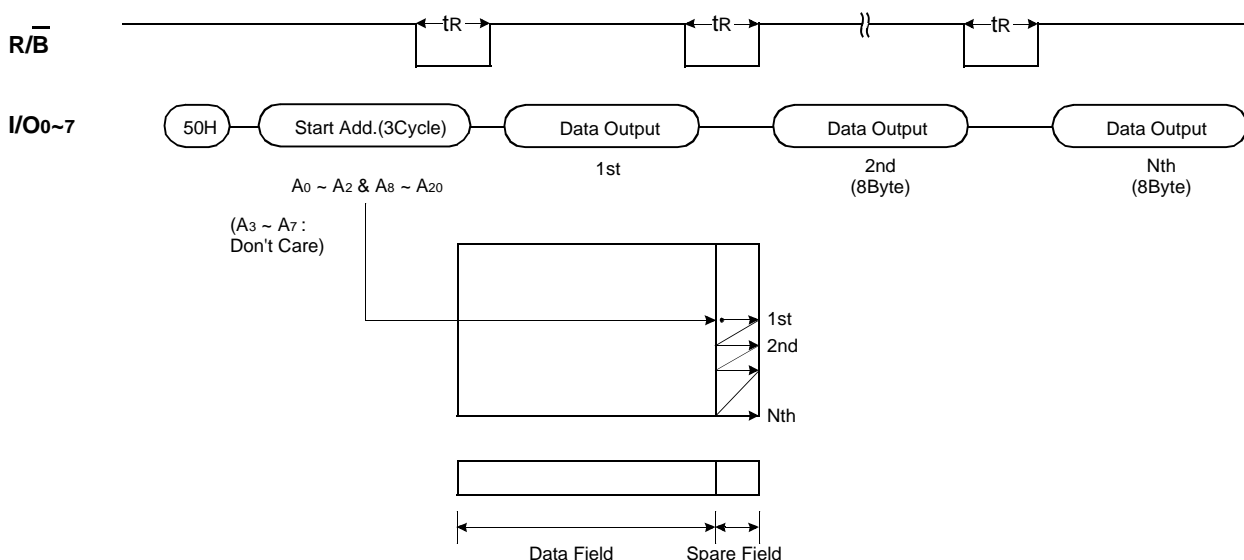 R/B tR tR tR
I/O0~7 50H Start Add.(3Cycle) Data Output Data Output Data Output
1st 2nd Nth
(8Byte) (8Byte)
A0 ~ A2 & A8 ~ A20
(A3 ~ A7 :
Don't Care)
1st
2nd
Nth
Data Field Spare Field